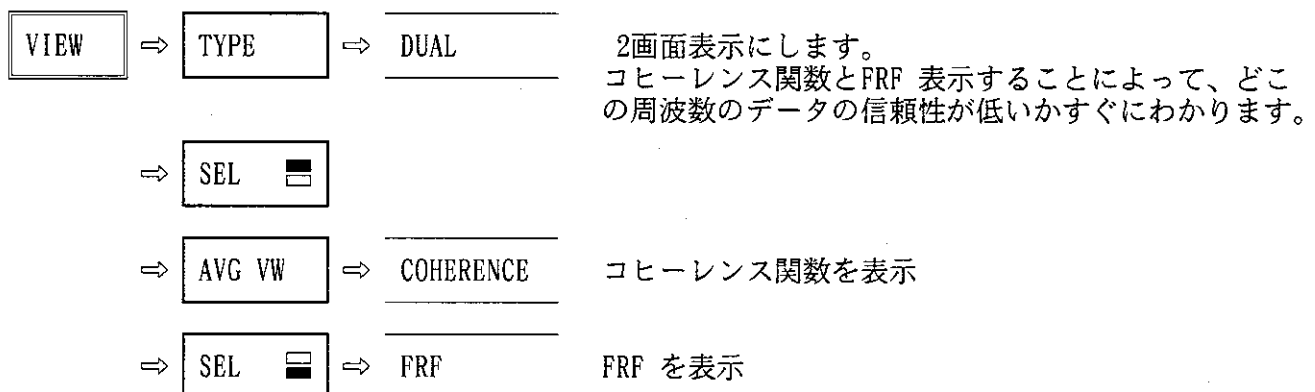 VIEW ⇨ TYPE ⇨ DUAL 2画面表示にします。
コヒーレンス関数とFRF 表示することによって、どこ
の周波数のデータの信頼性が低いかすぐにわかります。
⇨ SEL
⇨ AVG VW ⇨ COHERENCE コヒーレンス関数を表示
⇨ SEL ⇨ FRF FRF を表示